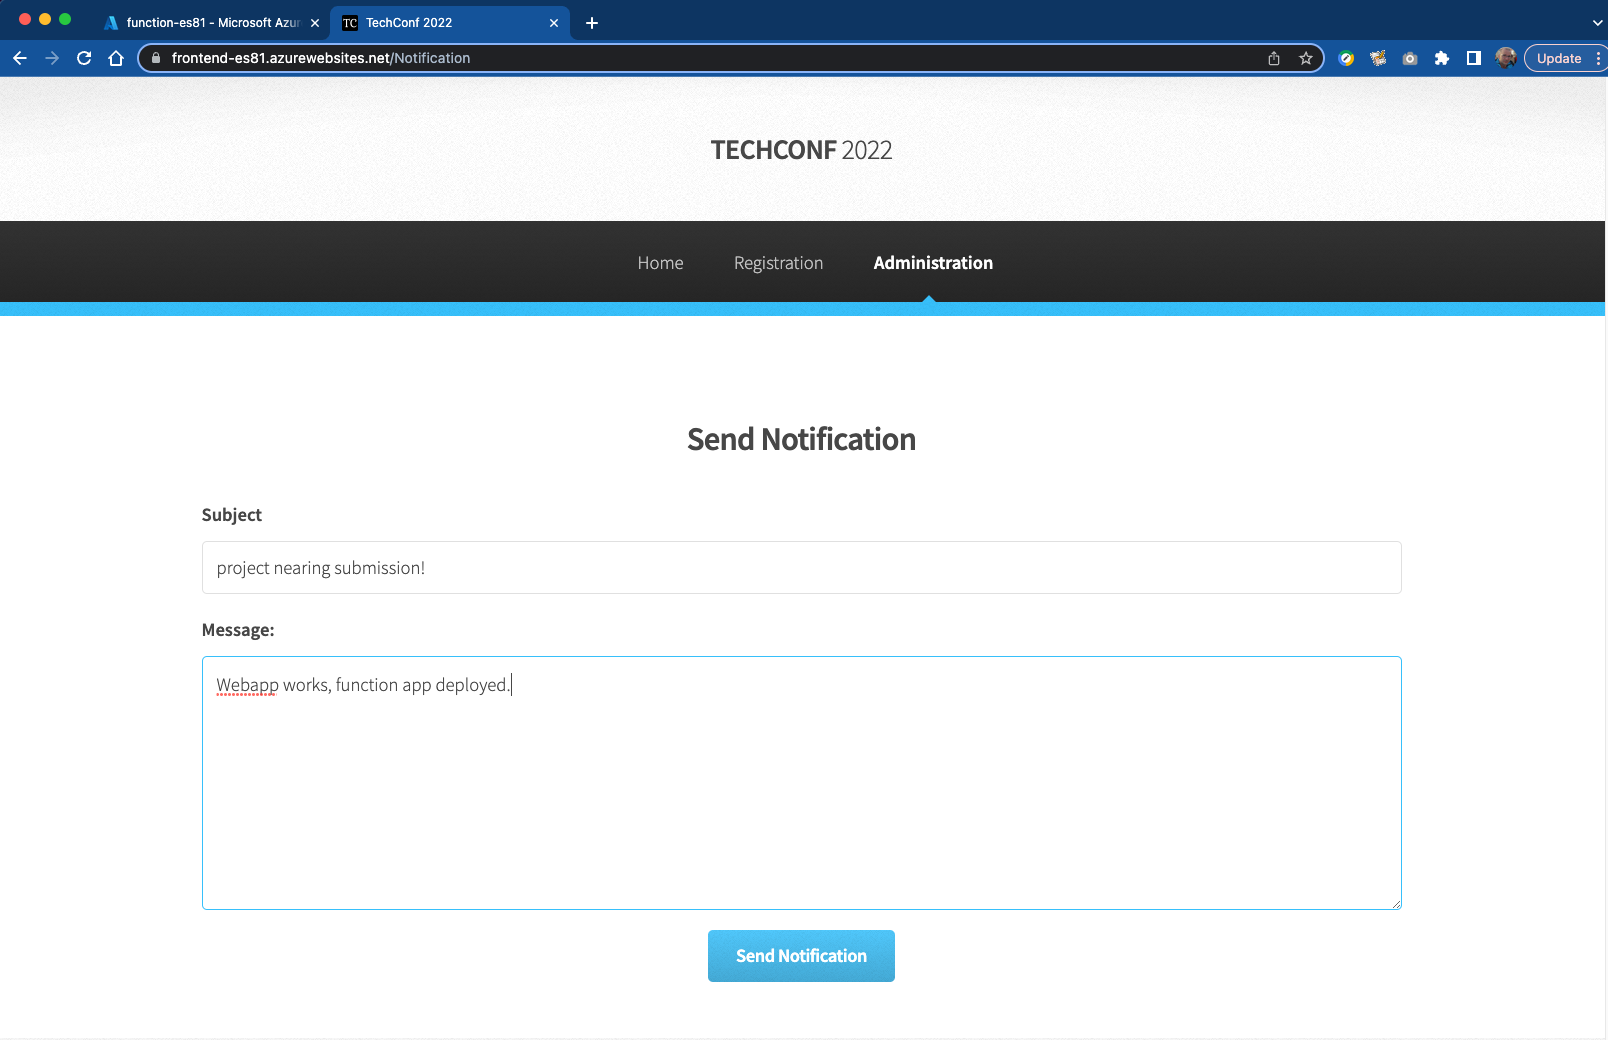 function-es81 - Microsoft Azur
TC TechConf 2022
frontend-es81.azurewebsites.net/Notification
Update
TECHCONF 2022
Home Registration Administration
Send Notification
Subject
project nearing submission!
Message:
Webapp works, function app deployed.
Send Notification